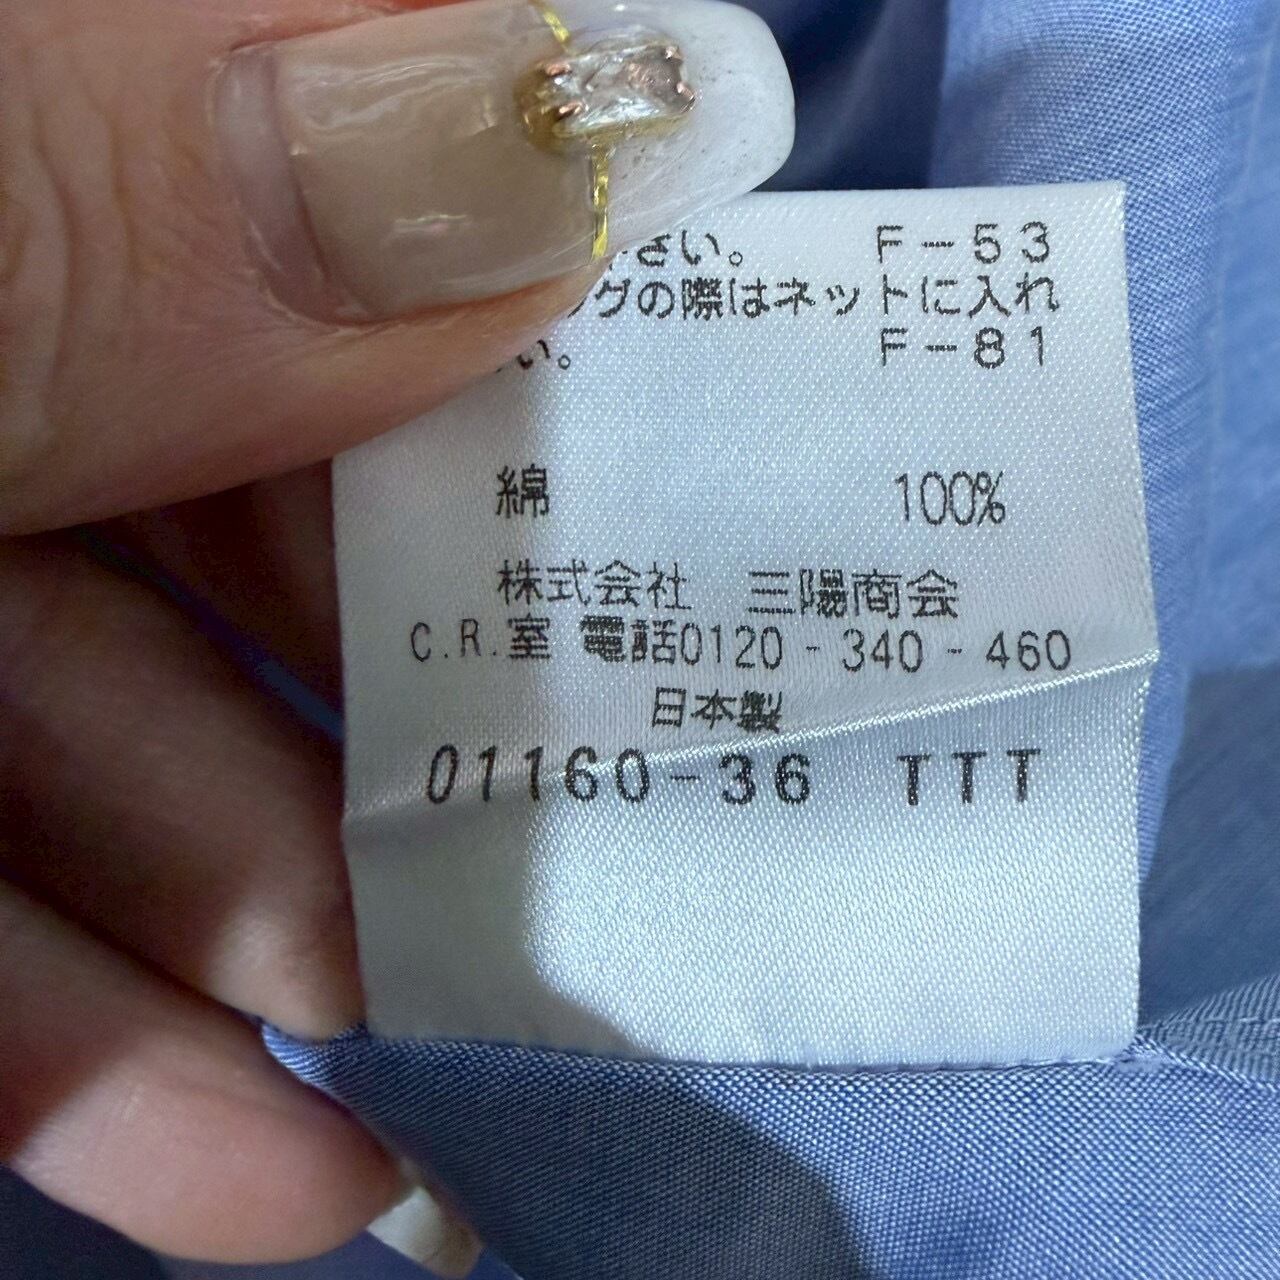 さい。 F-53
グの際はネットに入れ
い。 F-81
綿 100%
株式会社 三陽商会
C.R.室 電話0120-340-460
日本製
01160-36 TTT